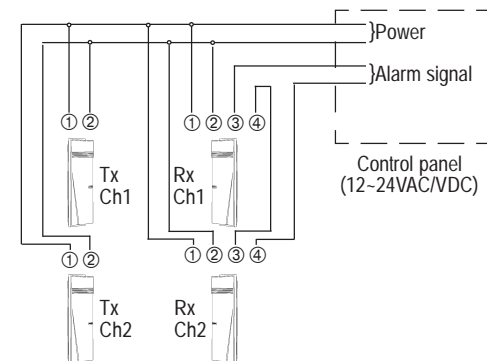 }Power
}Alarm signal
① ② ① ② ③ ④
Tx
Ch1
Rx
Ch1
Control panel
(12~24VAC/VDC)
① ② ① ② ③ ④
Tx
Ch2
Rx
Ch2